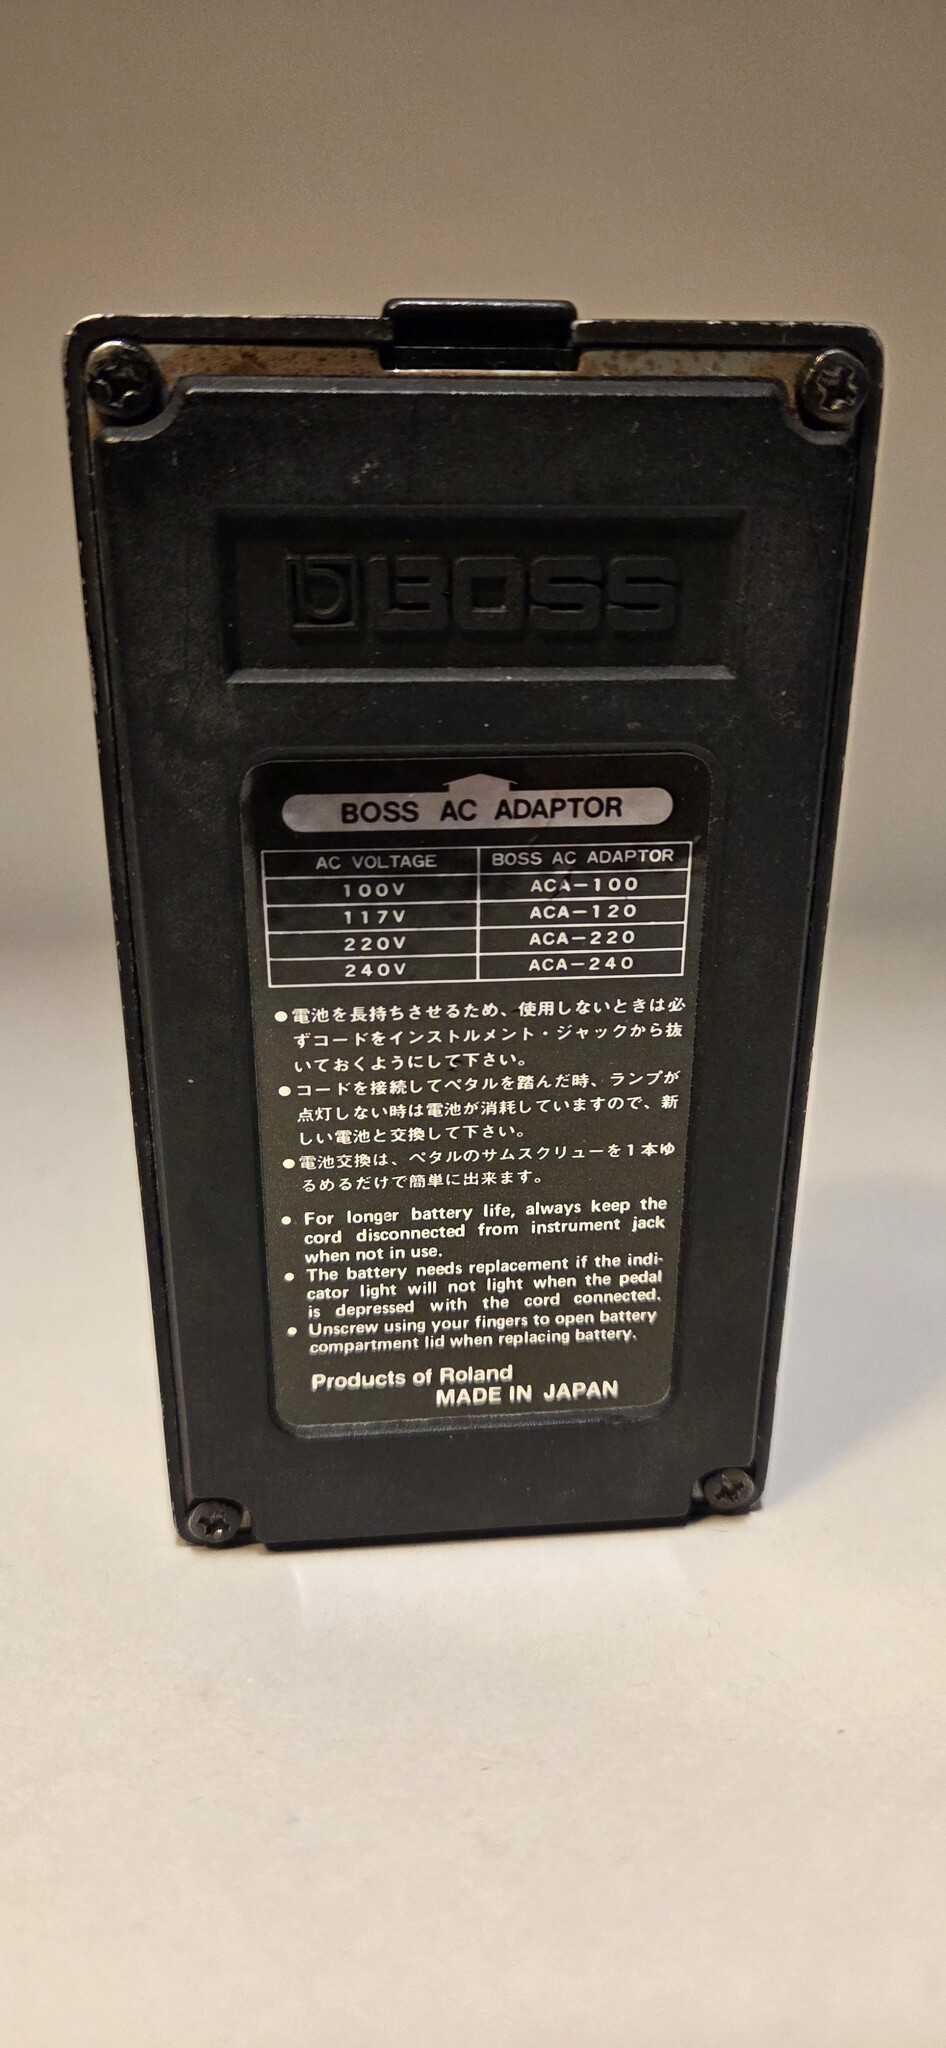 BOSS
BOSS AC ADAPTOR
AC VOLTAGE BOSS AC ADAPTOR
100V ACA-100
117V ACA-120
220V ACA-220
240V ACA-240
●電池を長持ちさせるため、使用しないときは必
ずコードをインストルメント・ジャックから抜
いておくようにして下さい。
●コードを接続してペタルを踏んだ時、ランプが
点灯しない時は電池が消耗していますので、新
しい電池と交換して下さい。
●電池交換は、ペタルのサムスクリューを1本ゆ
るめるだけで簡単に出来ます。
● For longer battery life, always keep the
cord disconnected from instrument jack
when not in use.
● The battery needs replacement if the indi-
cator light will not light when the pedal
is depressed with the cord connected.
● Unscrew using your fingers to open battery
compartment lid when replacing battery.
Products of Roland
MADE IN JAPAN